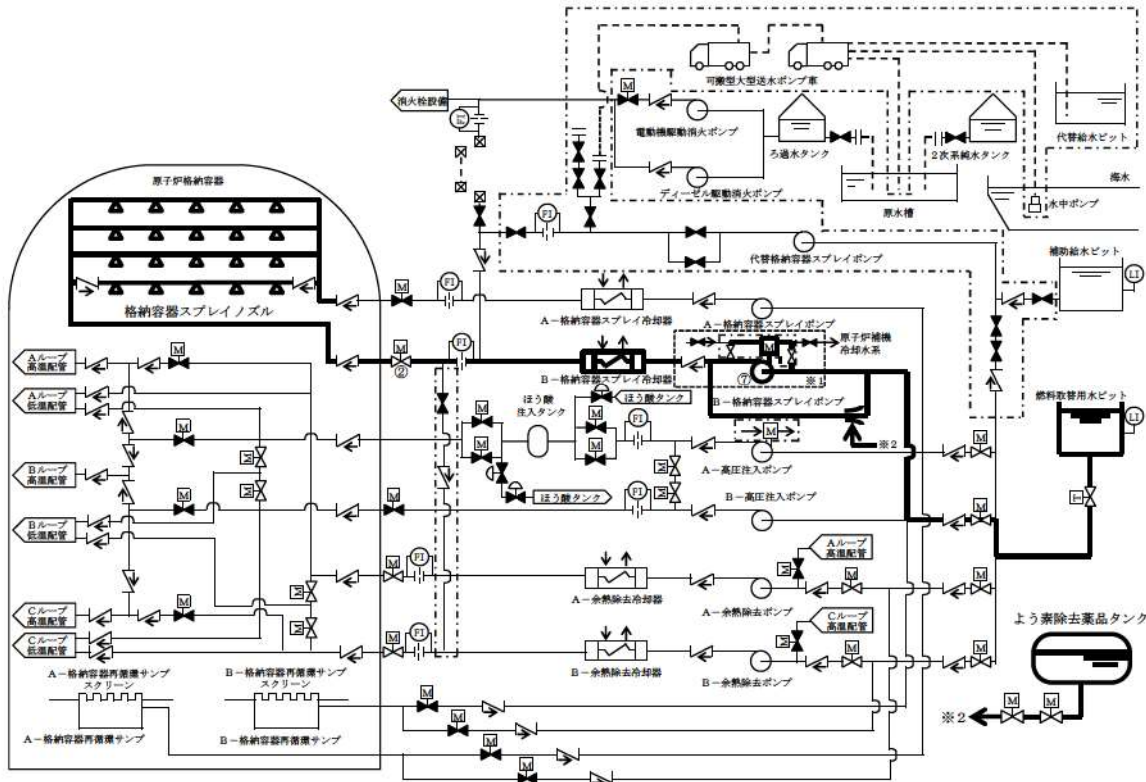 可搬型大型送水ポンプ車
消火栓設備
M
FI
電動機駆動消火ポンプ
ろ過水タンク
2次系純水タンク
代替給水ピット
ディーゼル駆動消火ポンプ
原水槽
海水
水中ポンプ
原子炉格納容器
FI
代替格納容器スプレイポンプ
補助給水ピット
LI
格納容器スプレイノズル
M
FI
A-格納容器スプレイ冷却器
A-格納容器スプレイポンプ
原子炉補機
冷却水系
M
FI
②
B-格納容器スプレイ冷却器
M
⑦
※1
B-格納容器スプレイポンプ
燃料取替用水ピット
LI
Aループ
高温配管
M
Aループ
低温配管
ほう酸
注入タンク
ほう酸タンク
M
M
M
M
FI
M
※2
A-高圧注入ポンプ
M
T
M
M
M
Bループ
高温配管
M
M
M
M
FI
ほう酸タンク
B-高圧注入ポンプ
M
Bループ
低温配管
Aループ
高温配管
M
FI
M
M
M
M
A-余熱除去冷却器
A-余熱除去ポンプ
Cループ
高温配管
M
M
Cループ
高温配管
よう素除去薬品タンク
Cループ
低温配管
M
FI
M
M
M
B-余熱除去冷却器
B-余熱除去ポンプ
A-格納容器再循環サンプ
スクリーン
B-格納容器再循環サンプ
スクリーン
M
M
M
※2
M
M
A-格納容器再循環サンプ
B-格納容器再循環サンプ
M
M